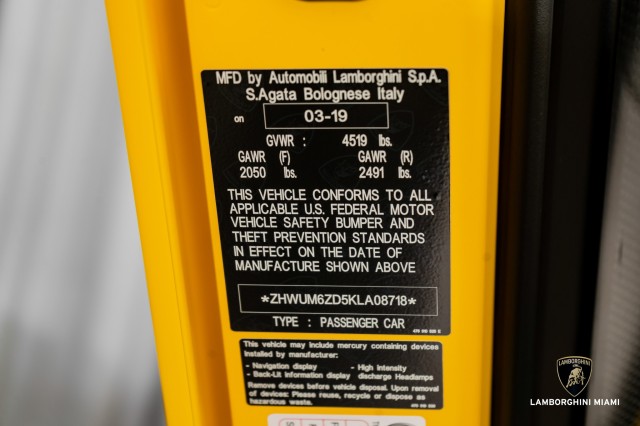 MFD by Automobili Lamborghini S.p.A.
S.Agata Bolognese Italy
on 03-19
GVWR : 4519 lbs.
GAWR (F) GAWR (R)
2050 lbs. 2491 lbs.
THIS VEHICLE CONFORMS TO ALL
APPLICABLE U.S. FEDERAL MOTOR
VEHICLE SAFETY BUMPER AND
THEFT PREVENTION STANDARDS
IN EFFECT ON THE DATE OF
MANUFACTURE SHOWN ABOVE
*ZHWUM6ZD5KLA08718*
TYPE : PASSENGER CAR
This vehicle may include mercury containing devices
Installed by manufacturer:
- Navigation display - High Intensity
- Back-Lit Information display discharge Headlamps
Remove devices before vehicle disposal. Upon removal
of devices: Please reuse, recycle or dispose as
hazardous waste.
LAMBORGHINI
LAMBORGHINI MIAMI